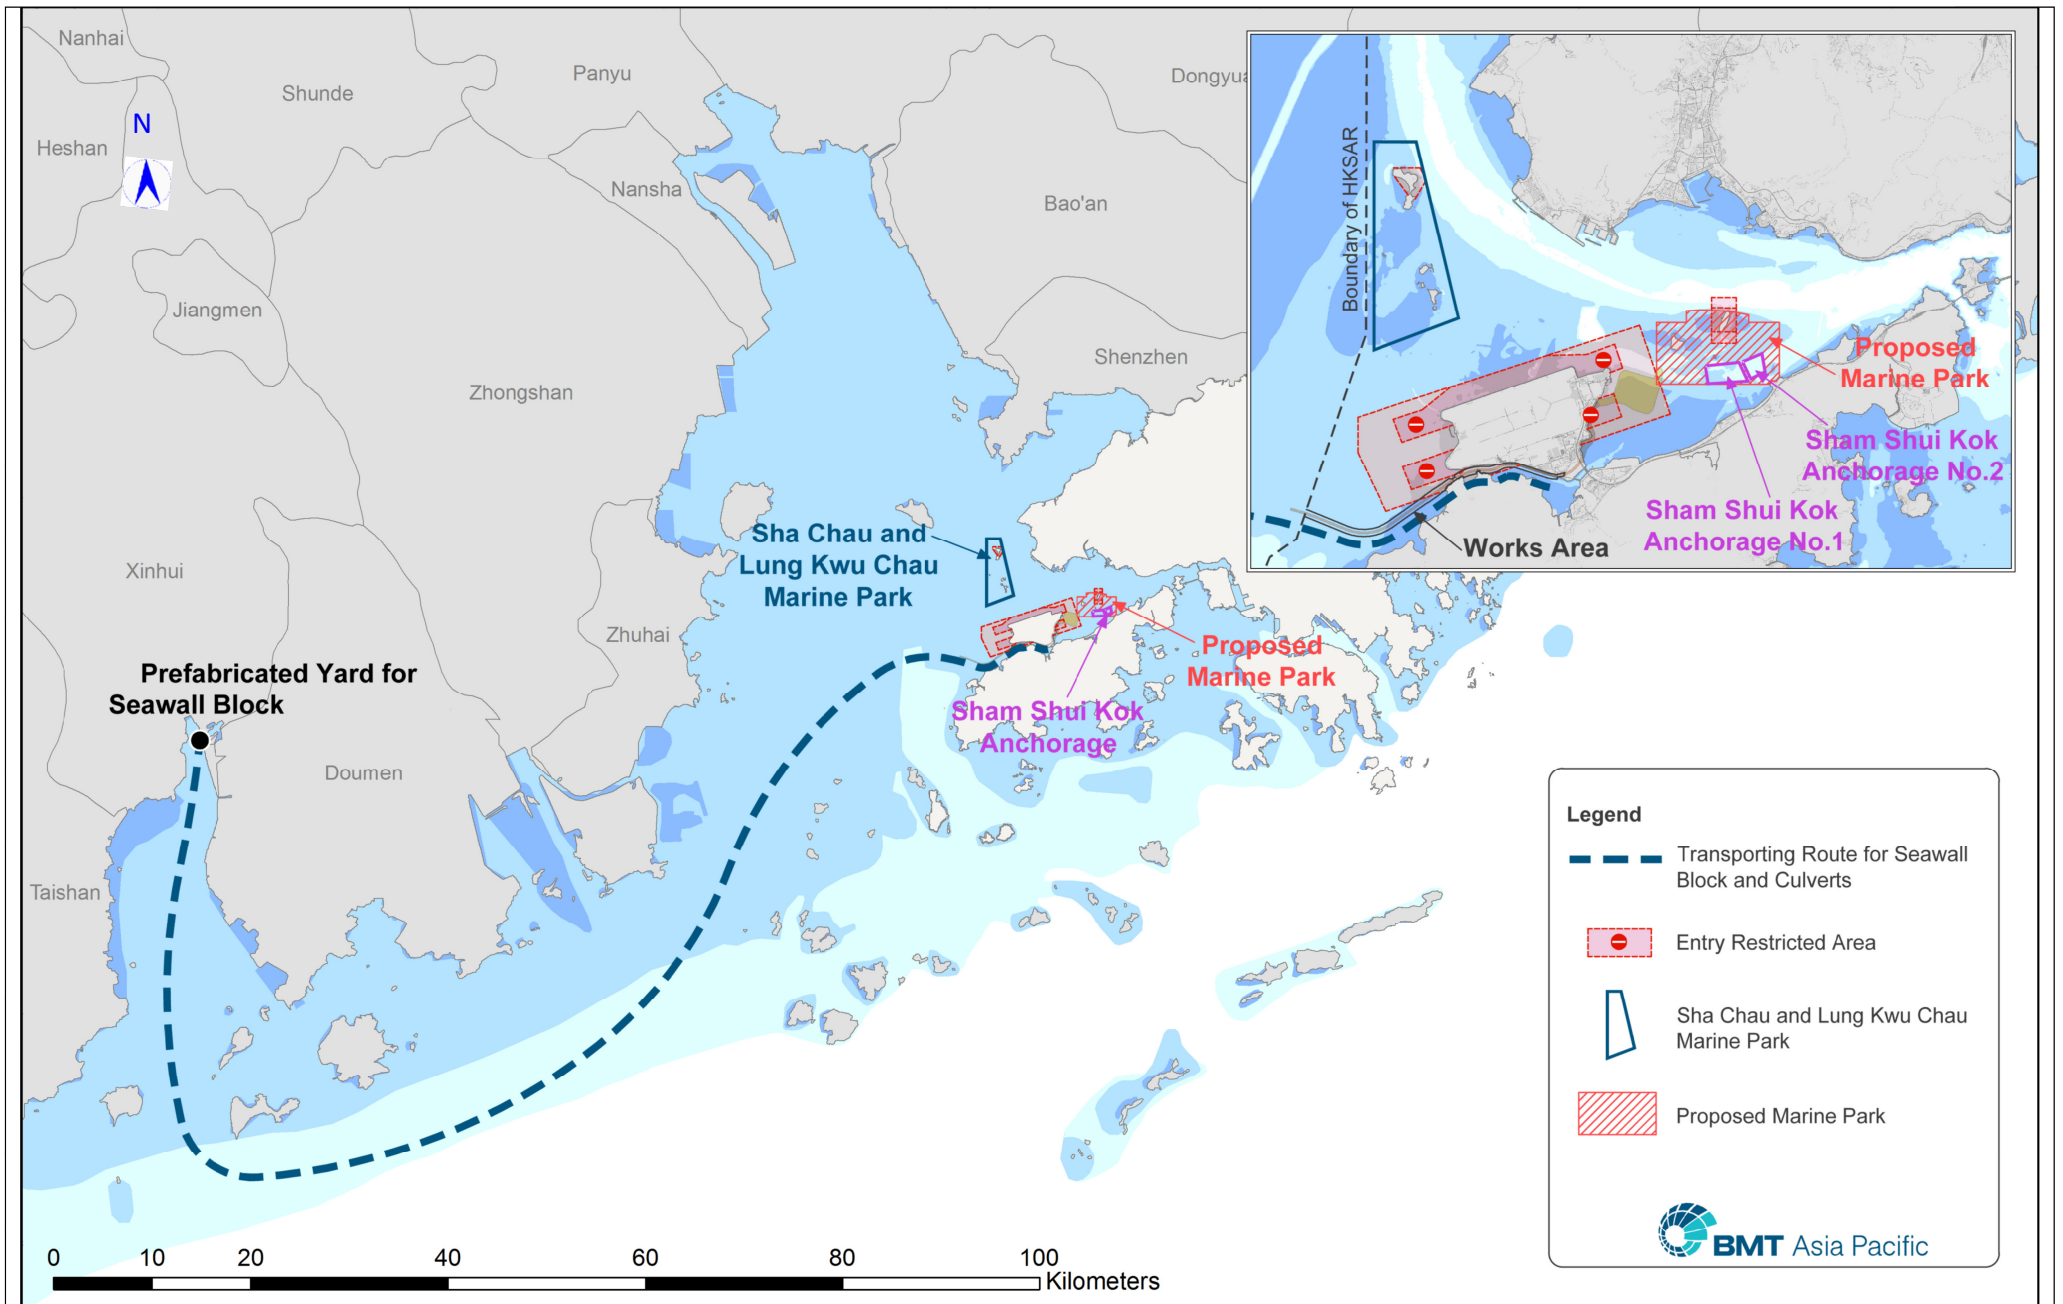 Nanhai
Shunde
Panyu
Dongyua
N
Heshan
Nansha
Bao'an
Jiangmen
Shenzhen
Zhongshan
Xinhui
Zhuhai
Doumen
Taishan
Prefabricated Yard for
Seawall Block
Sha Chau and
Lung Kwu Chau
Marine Park
Proposed
Marine Park
Sham Shui Kok
Anchorage
Boundary of HKSAR
Proposed
Marine Park
Sham Shui Kok
Anchorage No.2
Sham Shui Kok
Anchorage No.1
Works Area
Legend
Transporting Route for Seawall
Block and Culverts
Entry Restricted Area
Sha Chau and Lung Kwu Chau
Marine Park
Proposed Marine Park
BMT Asia Pacific
0 10 20 40 60 80 100
Kilometers